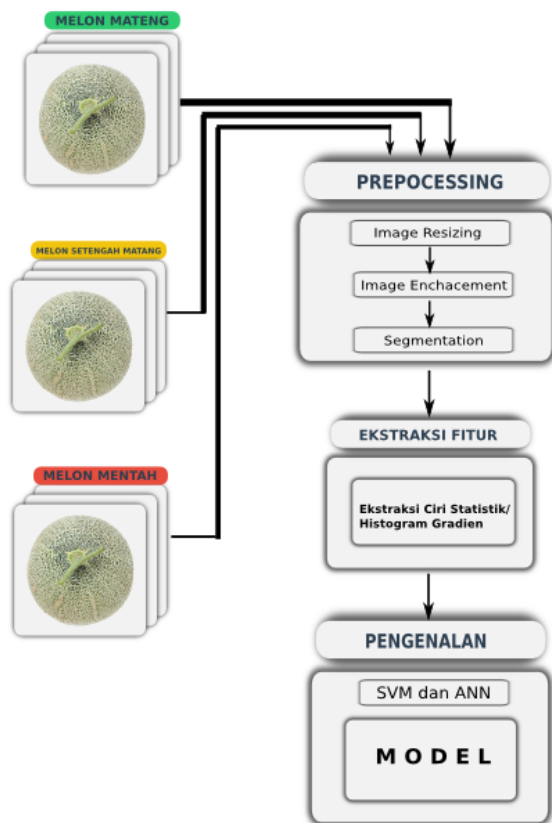 MELON MATENG
MELON SETENGAH MATANG
MELON MENTAH
PREPOCESSING
Image Resizing
Image Enchacement
Segmentation
EKSTRAKSI FITUR
Ekstraksi Ciri Statistik/
Histogram Gradien
PENGENALAN
SVM dan ANN
M O D E L